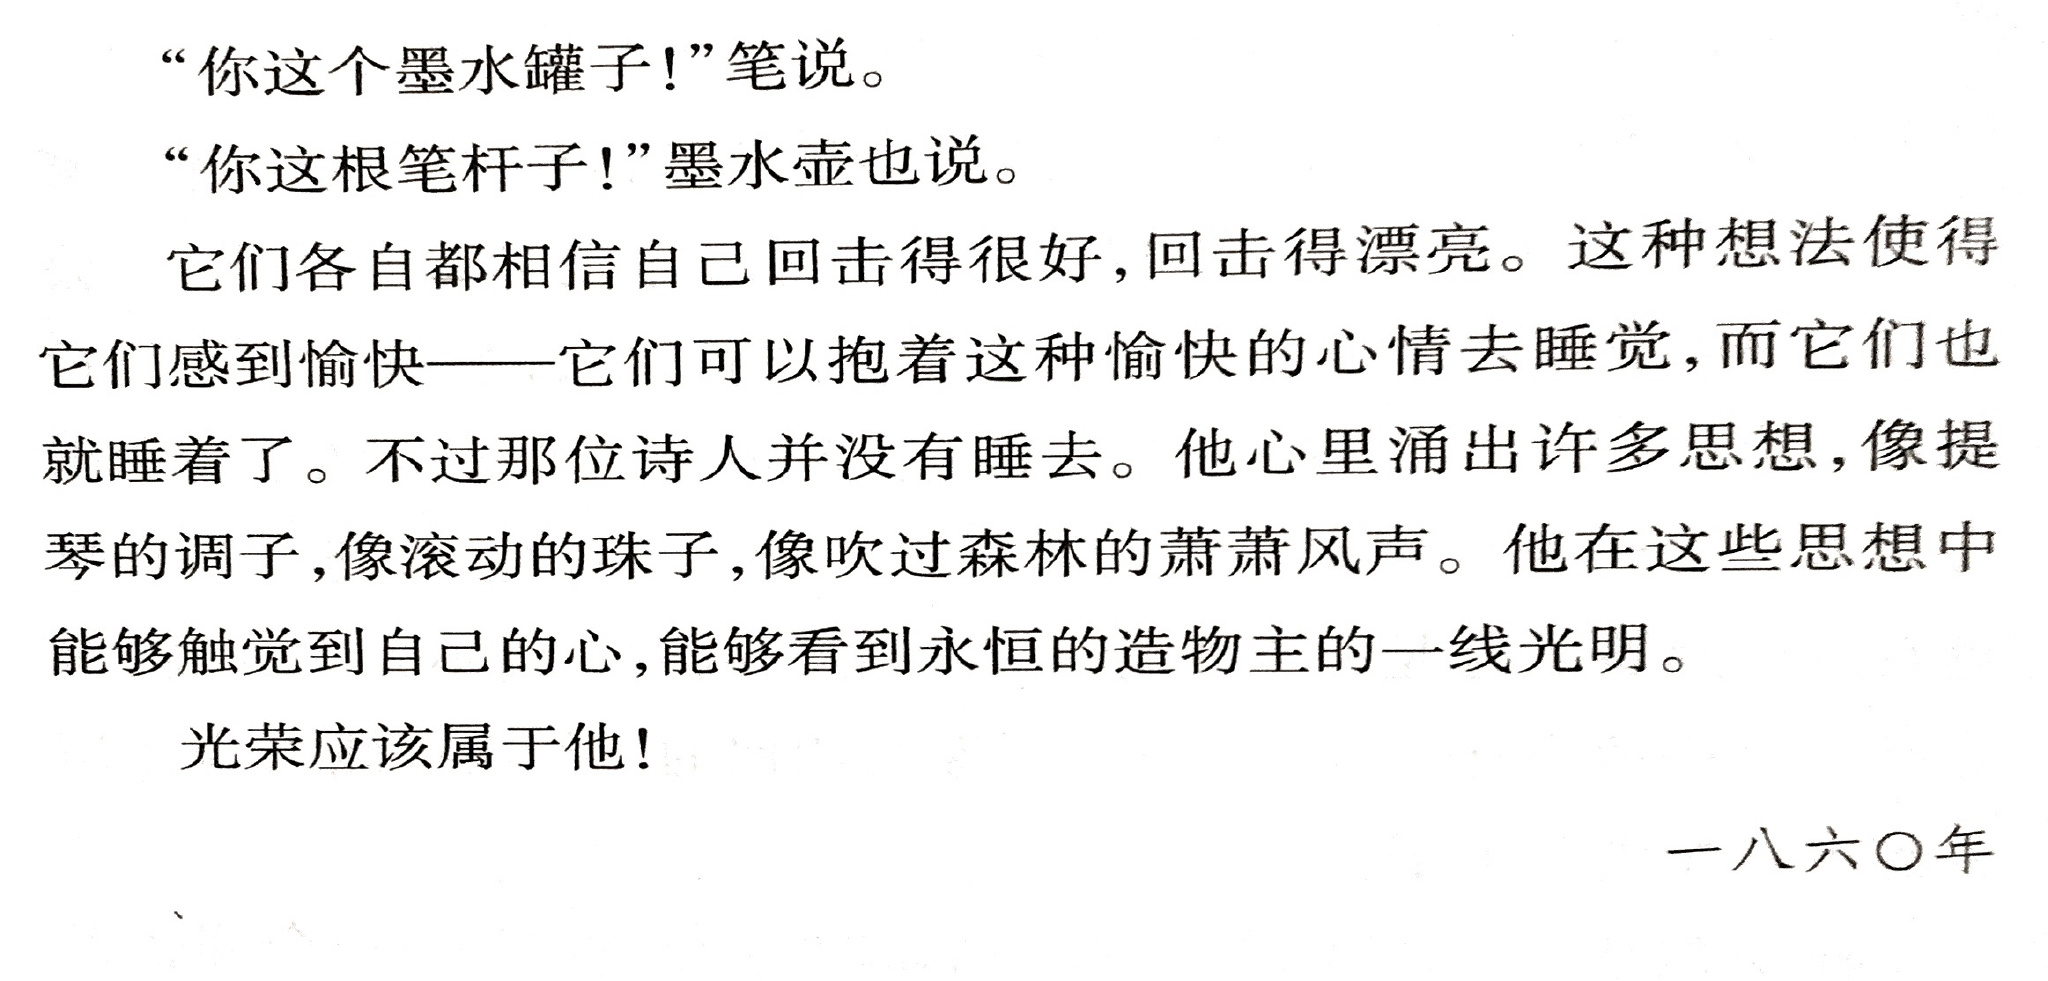 “你这个墨水罐子!”笔说。
“你这根笔杆子!”墨水壶也说。
它们各自都相信自己回击得很好,回击得漂亮。这种想法使得
它们感到愉快——它们可以抱着这种愉快的心情去睡觉,而它们也
就睡着了。不过那位诗人并没有睡去。他心里涌出许多思想,像提
琴的调子,像滚动的珠子,像吹过森林的萧萧风声。他在这些思想中
能够触觉到自己的心,能够看到永恒的造物主的一线光明。
光荣应该属于他!
一八六〇年